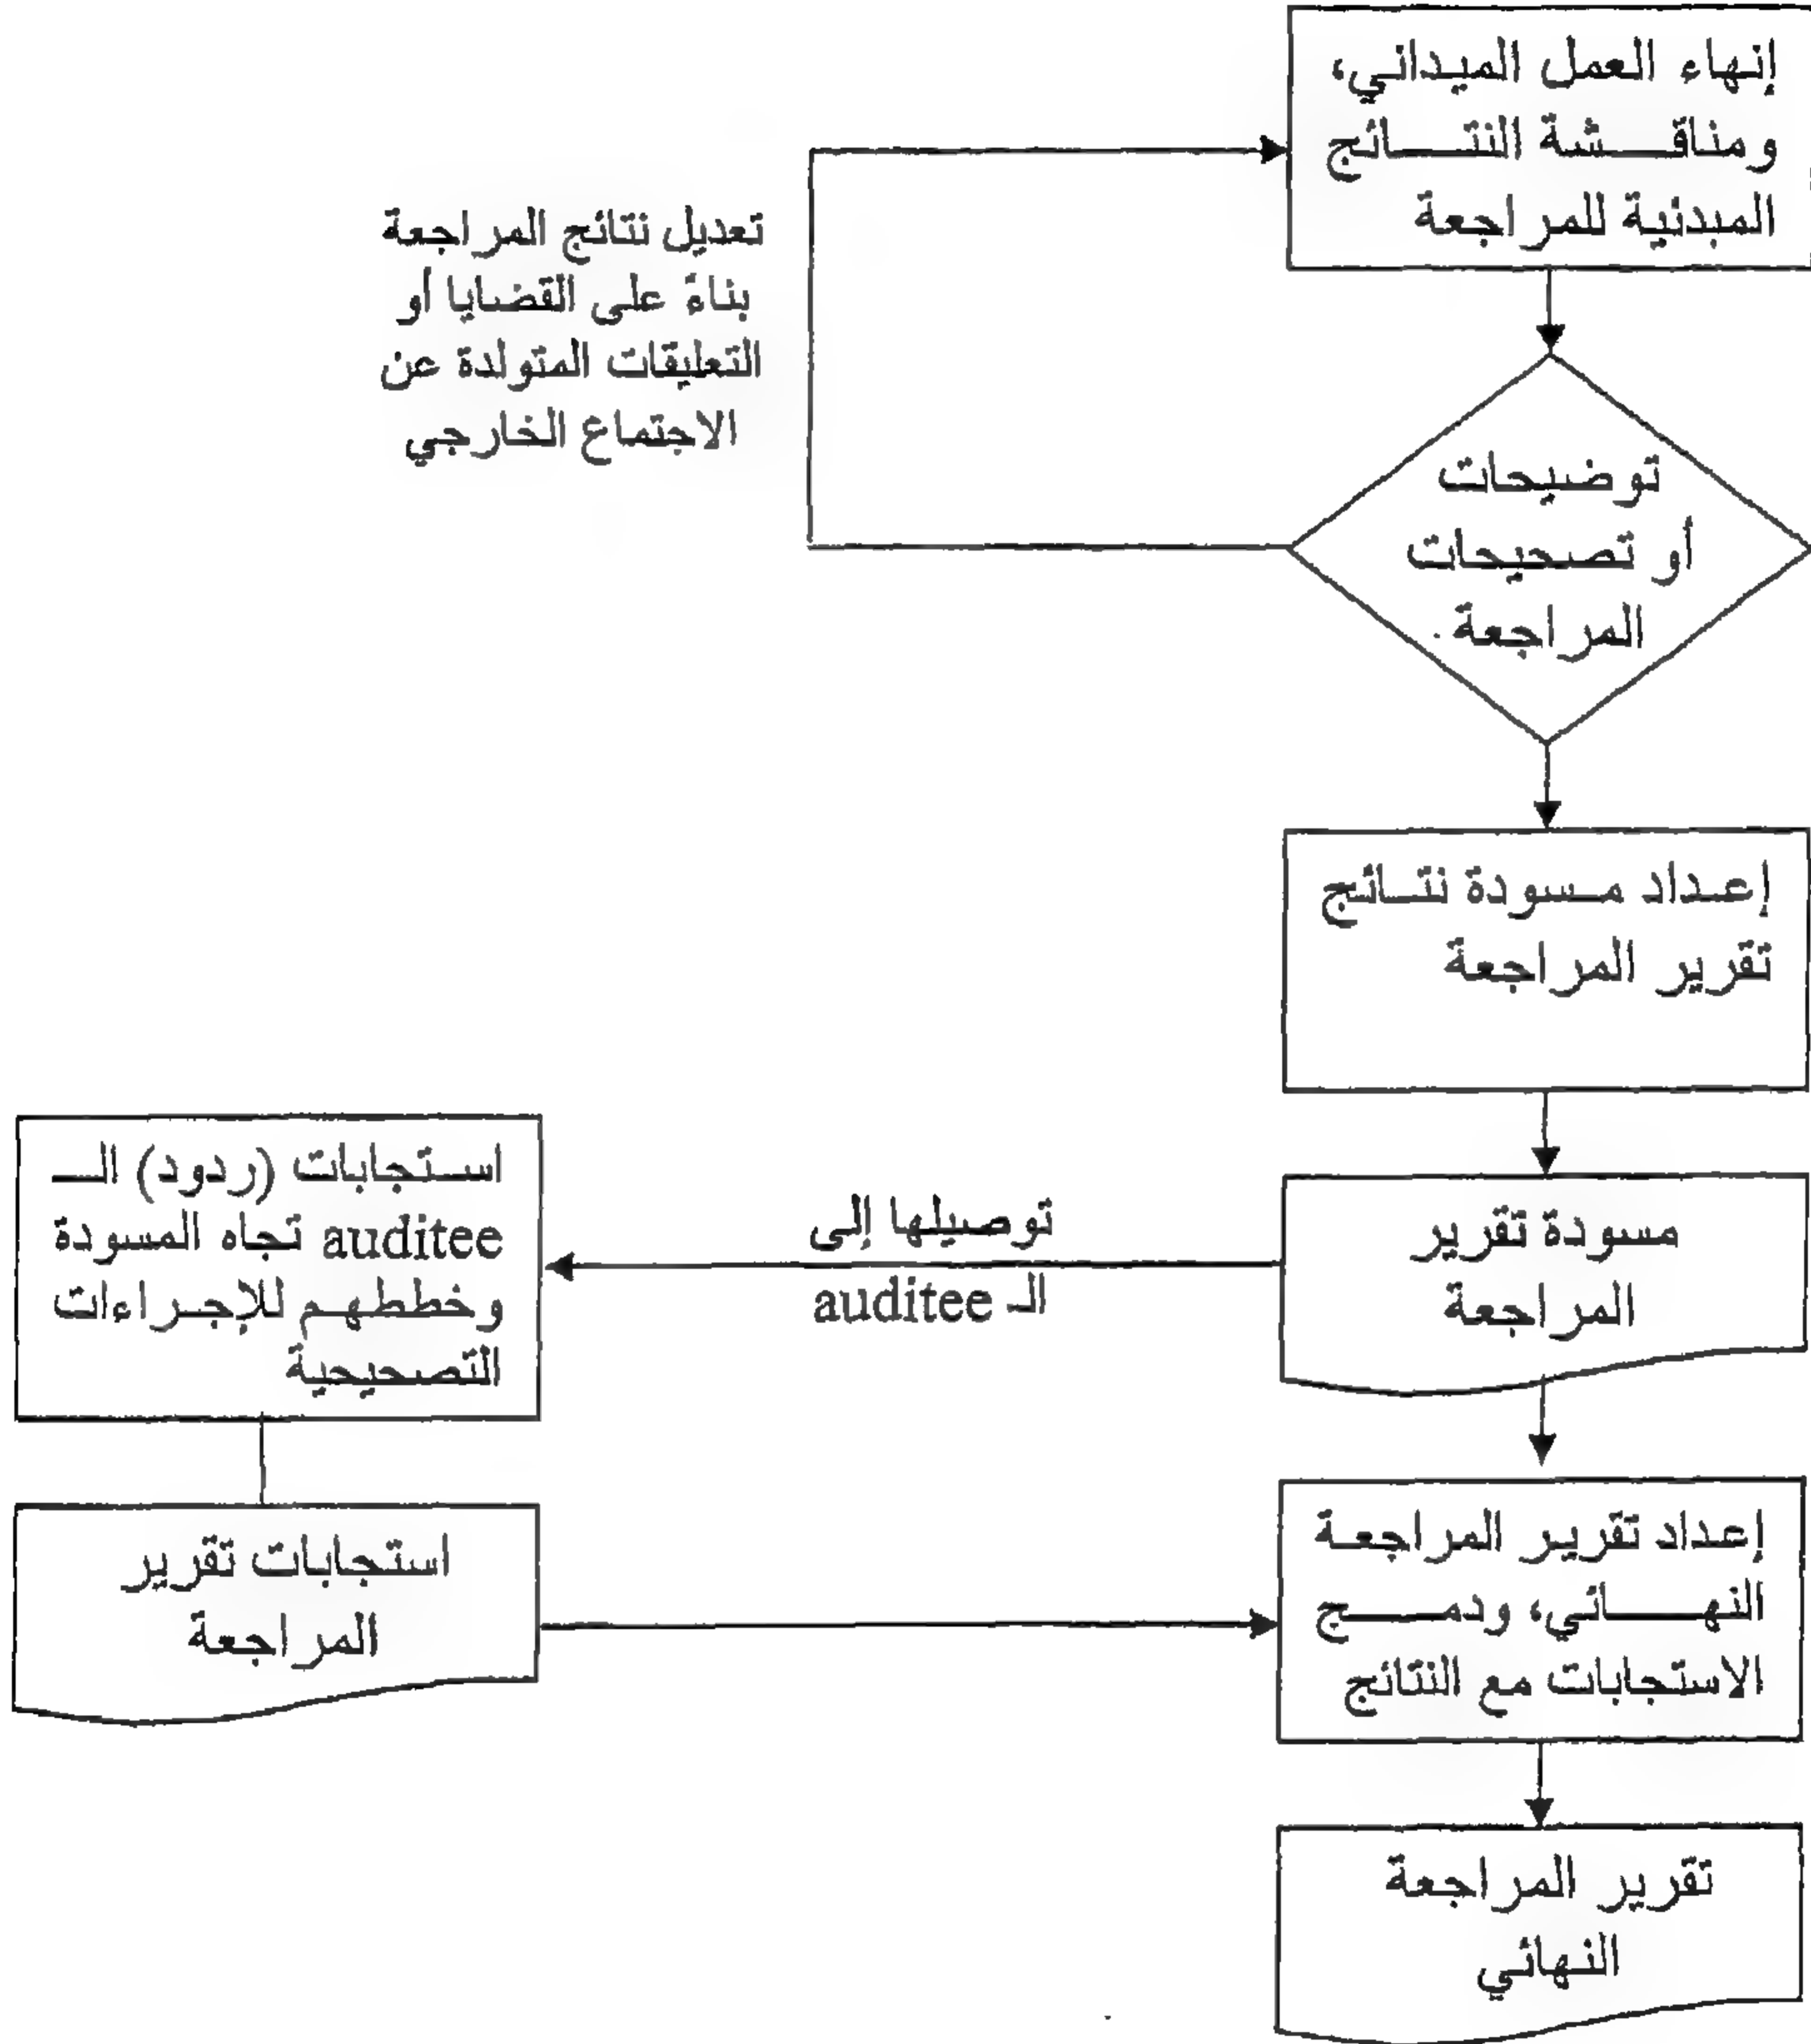 إنهاء العمل الميداني،
ومناقشة النتائج
المبدئية للمراجعة
تعديل نتائج المراجعة
بناءً على القضايا أو
التعليقات المتولدة عن
الاجتماع الخارجي
توضيحات
أو تصحيحات
المراجعة.
إعداد مسودة نتائج
تقرير المراجعة
مسودة تقرير
المراجعة
توصيلها إلى
الـ auditee
استجابات (ردود) الـ
auditee تجاه المسودة
وخططهم للإجراءات
التصحيحية
استجابات تقرير
المراجعة
إعداد تقرير المراجعة
النهائي، ودمج
الاستجابات مع النتائج
تقرير المراجعة
النهائي